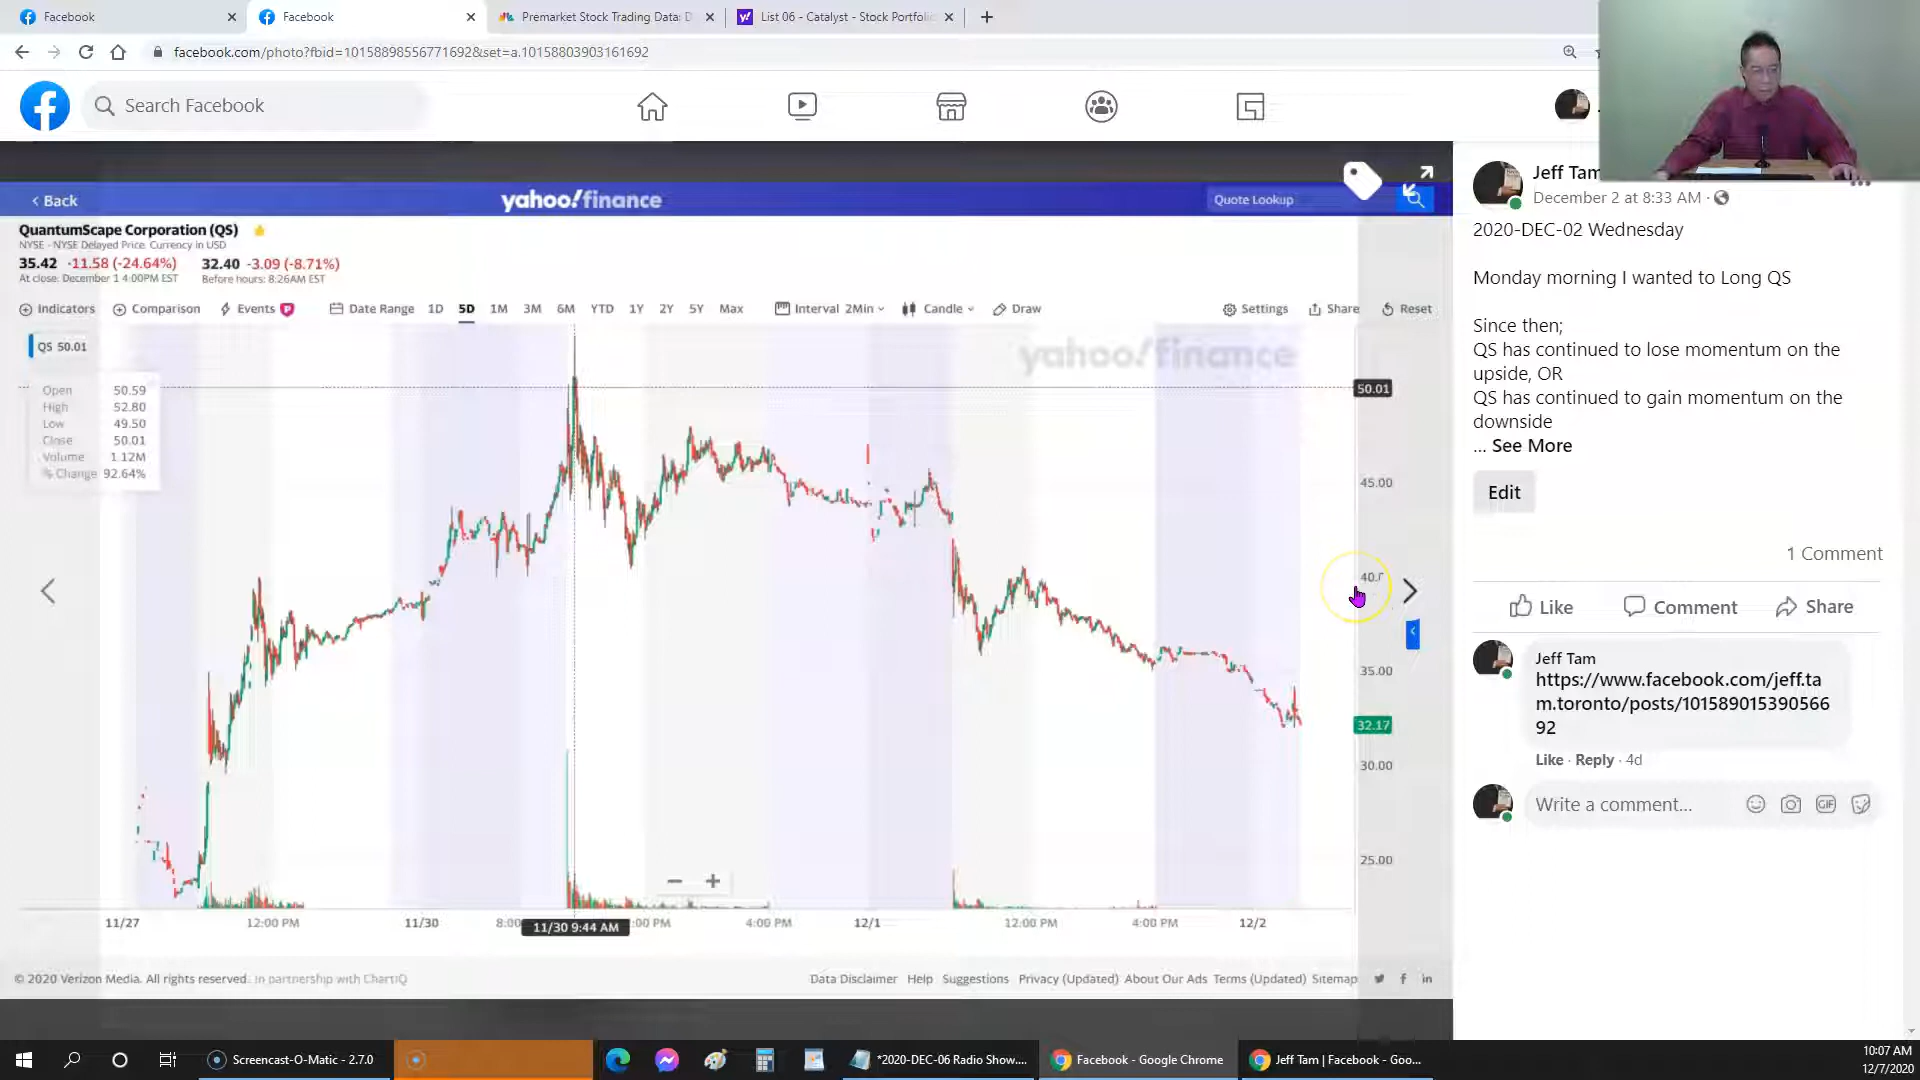 Facebook
Facebook
Premarket Stock Trading Data: D
List 06 - Catalyst - Stock Portfolio
facebook.com/photo?fbid=10158898556771692&set=a.10158803903161692
Search Facebook
Jeff Tam
December 2 at 8:33 AM ·
2020-DEC-02 Wednesday
Monday morning I wanted to Long QS
Since then;
QS has continued to lose momentum on the
upside, OR
QS has continued to gain momentum on the
downside
... See More
Edit
1 Comment
Like Comment Share
Jeff Tam
https://www.facebook.com/jeff.ta
m.toronto/posts/101589015390566
92
Like · Reply · 4d
Write a comment...
GIF
< Back
yahoo!finance
Quote Lookup
QuantumScape Corporation (QS)
NYSE - NYSE Delayed Price. Currency in USD
35.42 -11.58 (-24.64%) 32.40 -3.09 (-8.71%)
At close: December 1 4:00PM EST Before hours: 8:26AM EST
Indicators Comparison Events Date Range 1D 5D 1M 3M 6M YTD 1Y 2Y 5Y Max Interval 2Min Candle Draw Settings Share Reset
QS 50.01
yahoo!finance
Open 50.59
High 52.80
Low 49.50
Close 50.01
Volume 1.12M
% Change 92.64%
50.01
45.00
35.00
32.17
30.00
25.00
11/27 12:00 PM 11/30 8:00 11/30 9:44 AM :00 PM 4:00 PM 12/1 12:00 PM 4:00 PM 12/2
© 2020 Verizon Media. All rights reserved. In partnership with ChartIQ
Data Disclaimer Help Suggestions Privacy (Updated) About Our Ads Terms (Updated) Sitemap
Screencast-O-Matic - 2.7.0
*2020-DEC-06 Radio Show....
Facebook - Google Chrome
Jeff Tam | Facebook - Goo...
10:07 AM
12/7/2020